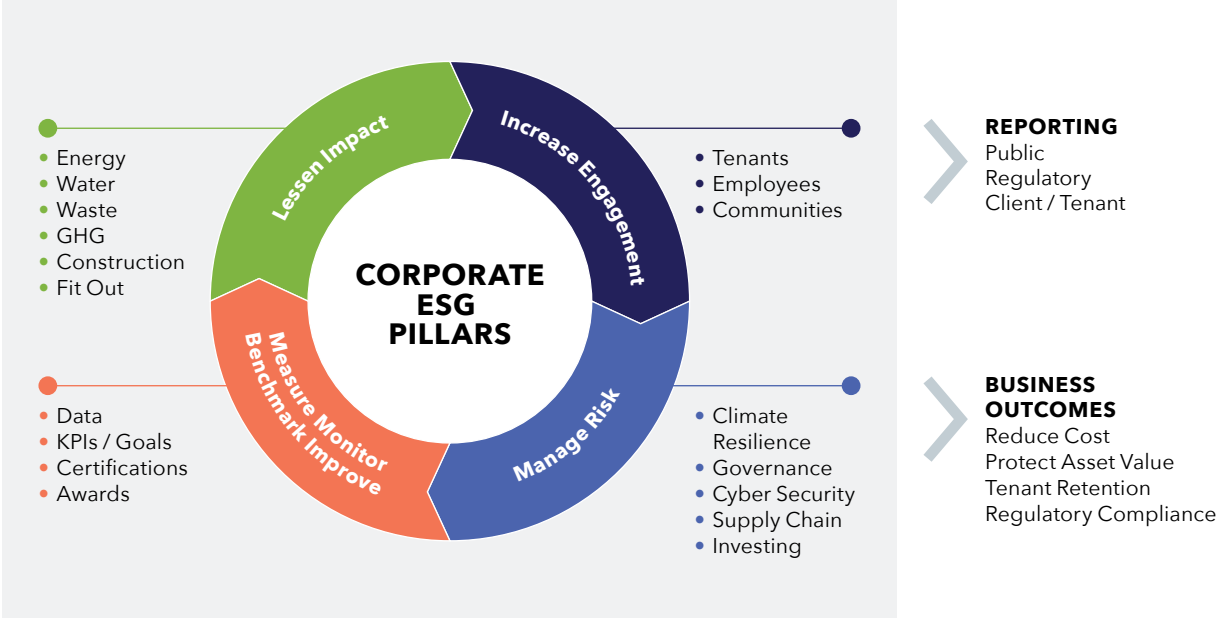 Lessen Impact
Increase Engagement
Manage Risk
Measure Monitor
Benchmark Improve
CORPORATE
ESG
PILLARS
• Energy
• Water
• Waste
• GHG
• Construction
• Fit Out
• Tenants
• Employees
• Communities
• Data
• KPIs / Goals
• Certifications
• Awards
• Climate
Resilience
• Governance
• Cyber Security
• Supply Chain
• Investing
REPORTING
Public
Regulatory
Client / Tenant
BUSINESS
OUTCOMES
Reduce Cost
Protect Asset Value
Tenant Retention
Regulatory Compliance